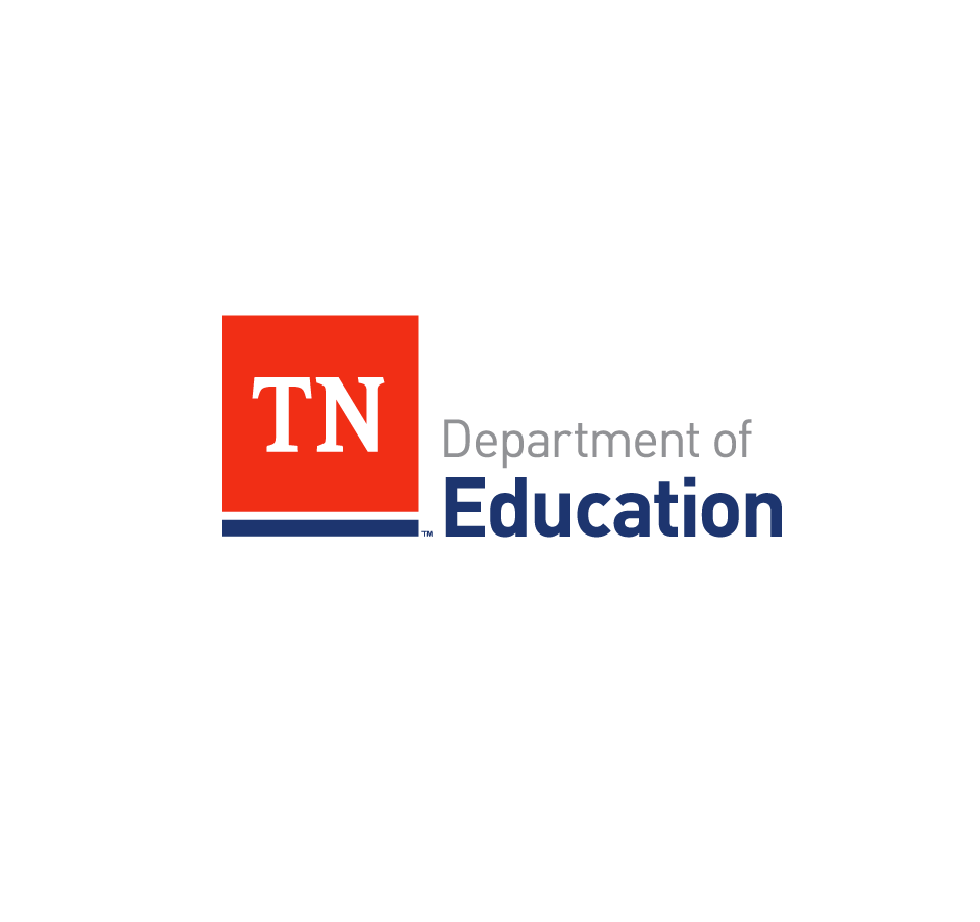 TN
Department of
™ Education